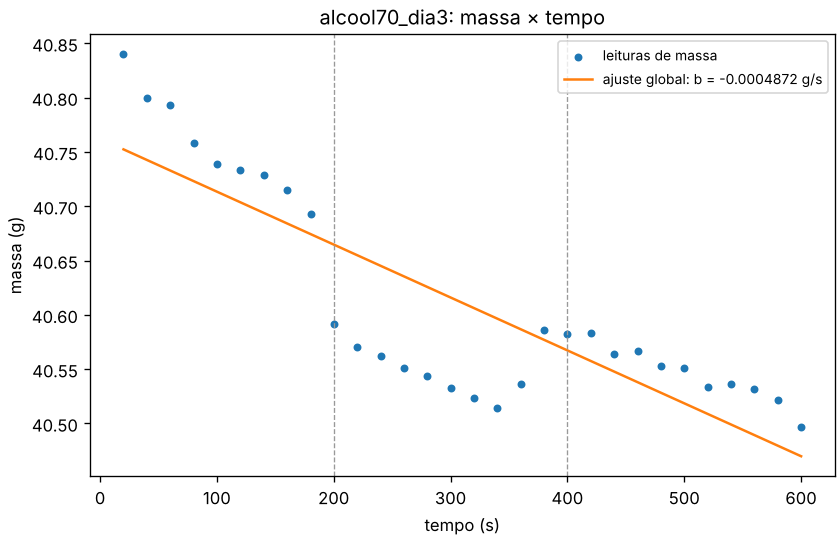 alcool70_dia3: massa × tempo
leituras de massa
ajuste global: b = -0.0004872 g/s
massa (g)
40.85
40.80
40.75
40.70
40.65
40.60
40.55
40.50
0 100 200 300 400 500 600
tempo (s)